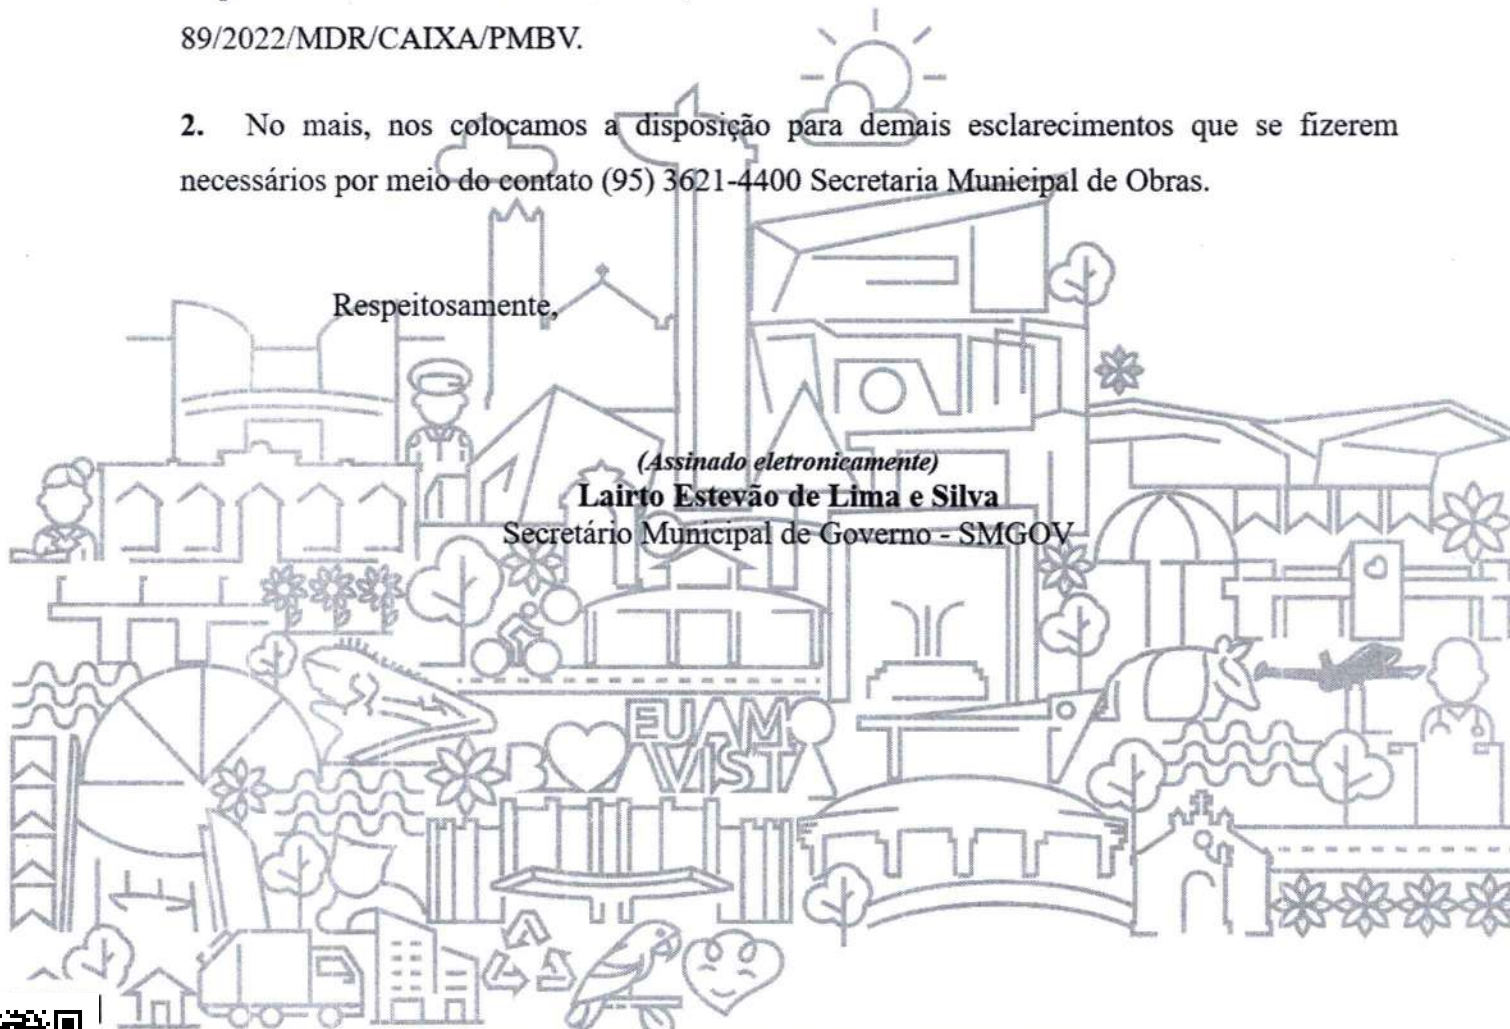 89/2022/MDR/CAIXA/PMBV.
2. No mais, nos colocamos a disposição para demais esclarecimentos que se fizerem
necessários por meio do contato (95) 3621-4400 Secretaria Municipal de Obras.
Respeitosamente,
(Assinado eletronicamente)
Lairto Estevão de Lima e Silva
Secretário Municipal de Governo - SMGOV
EU AMO
BOA VISTA